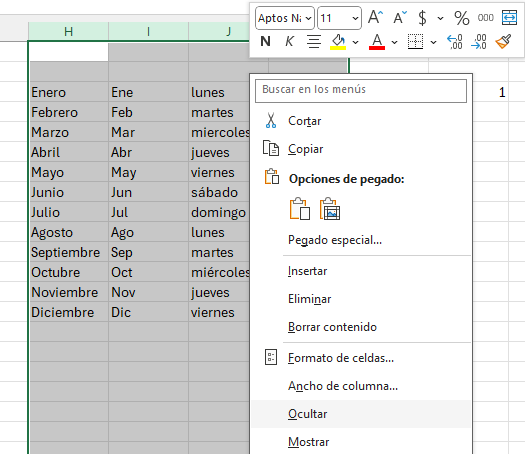 H I J
Aptos Na 11 A A $ % 000
N K A ,00 ,00
Enero Ene lunes
Febrero Feb martes
Marzo Mar miercoles
Abril Abr jueves
Mayo May viernes
Junio Jun sábado
Julio Jul domingo
Agosto Ago lunes
Septiembre Sep martes
Octubre Oct miércoles
Noviembre Nov jueves
Diciembre Dic viernes
Buscar en los menús
Cortar
Copiar
Opciones de pegado:
Pegado especial...
Insertar
Eliminar
Borrar contenido
Formato de celdas...
Ancho de columna...
Ocultar
Mostrar
1